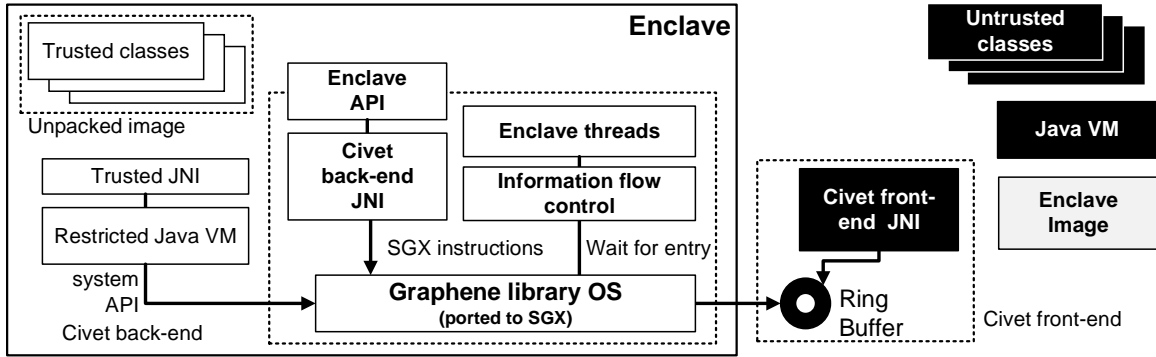 Enclave
Trusted classes
Unpacked image
Trusted JNI
Restricted Java VM
system
API
Civet back-end
Enclave
API
Civet
back-end
JNI
SGX instructions
Enclave threads
Information flow
control
Wait for entry
Graphene library OS
(ported to SGX)
Civet front-
end JNI
Ring
Buffer
Civet front-end
Untrusted
classes
Java VM
Enclave
Image